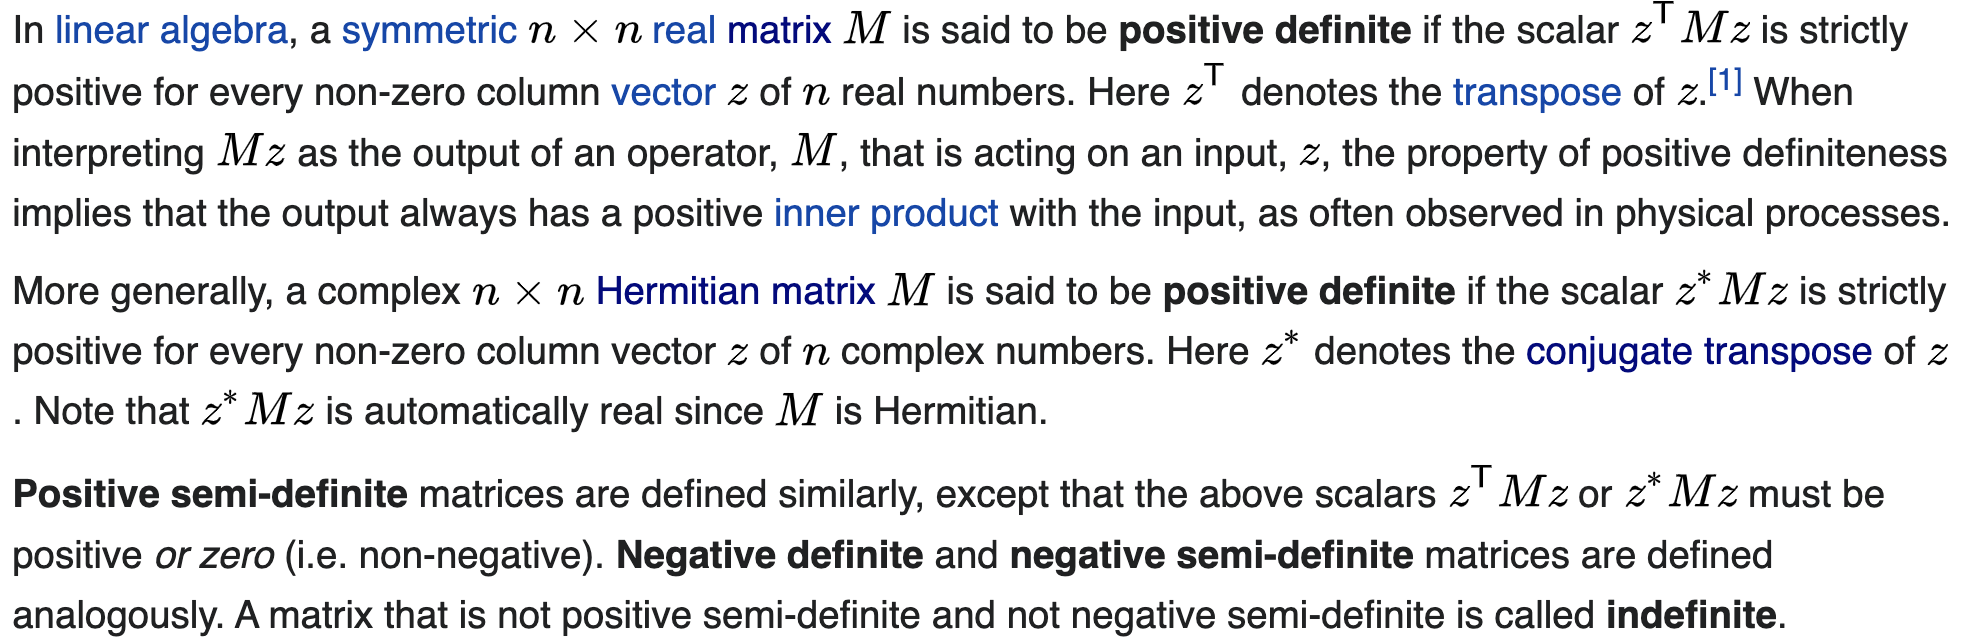 In linear algebra, a symmetric n × n real matrix M is said to be positive definite if the scalar zᵀMz is strictly
positive for every non-zero column vector z of n real numbers. Here zᵀ denotes the transpose of z.[1] When
interpreting Mz as the output of an operator, M, that is acting on an input, z, the property of positive definiteness
implies that the output always has a positive inner product with the input, as often observed in physical processes.
More generally, a complex n × n Hermitian matrix M is said to be positive definite if the scalar z*Mz is strictly
positive for every non-zero column vector z of n complex numbers. Here z* denotes the conjugate transpose of z
. Note that z*Mz is automatically real since M is Hermitian.
Positive semi-definite matrices are defined similarly, except that the above scalars zᵀMz or z*Mz must be
positive or zero (i.e. non-negative). Negative definite and negative semi-definite matrices are defined
analogously. A matrix that is not positive semi-definite and not negative semi-definite is called indefinite.